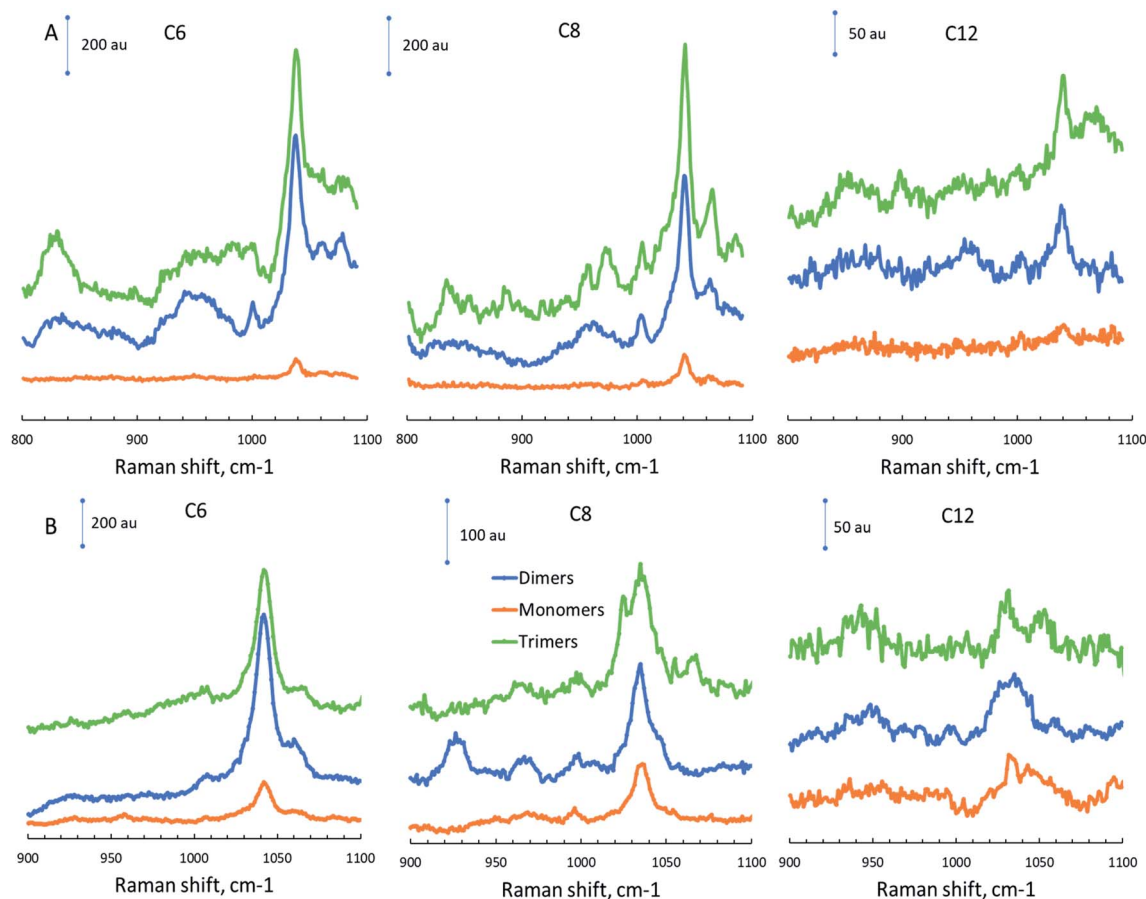 A
C6
200 au
C8
200 au
C12
50 au
800 900 1000 1100
Raman shift, cm-1
800 900 1000 1100
Raman shift, cm-1
800 900 1000 1100
Raman shift, cm-1
B
C6
200 au
C8
100 au
Dimers
Monomers
Trimers
C12
50 au
900 950 1000 1050 1100
Raman shift, cm-1
900 950 1000 1050 1100
Raman shift, cm-1
900 950 1000 1050 1100
Raman shift, cm-1